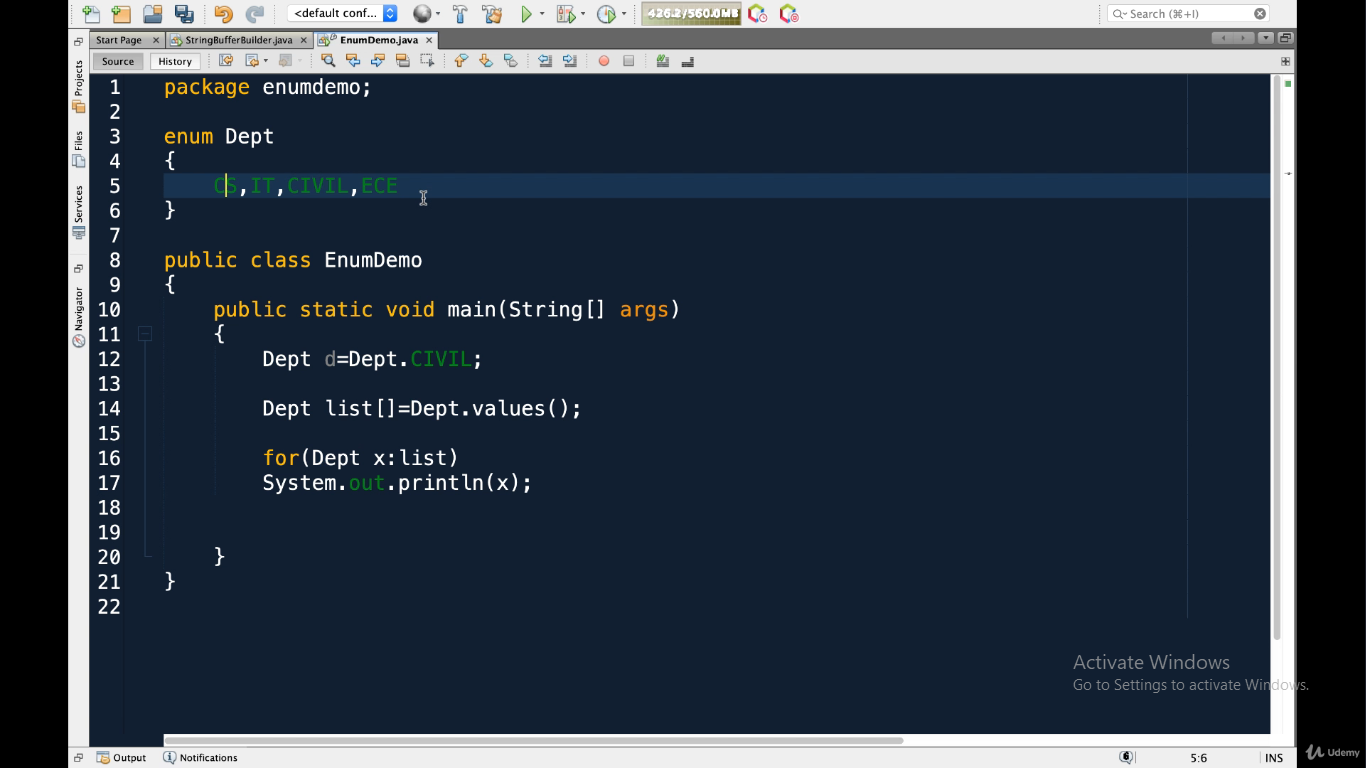 <default conf...
426.2/560.0MB
Search (⌘+I)
Start Page
StringBufferBuilder.java
EnumDemo.java
Source
History
Projects
Files
Services
Navigator
1 package enumdemo;
2
3 enum Dept
4 {
5 CS,IT,CIVIL,ECE
6 }
7
8 public class EnumDemo
9 {
10 public static void main(String[] args)
11 {
12 Dept d=Dept.CIVIL;
13
14 Dept list[]=Dept.values();
15
16 for(Dept x:list)
17 System.out.println(x);
18
19
20 }
21 }
22
Activate Windows
Go to Settings to activate Windows.
Output
Notifications
6
5:6
INS
Udemy